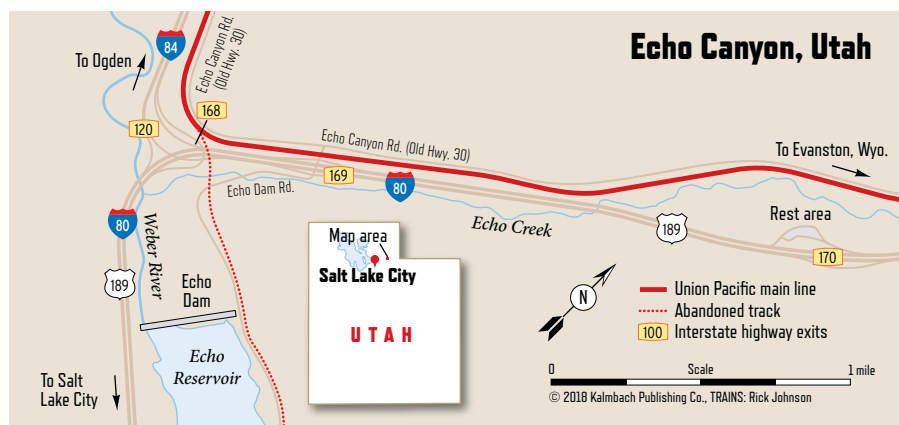 Echo Canyon, Utah
84
To Ogden
Echo Canyon Rd.
(Old Hwy. 30)
168
120
Echo Canyon Rd. (Old Hwy. 30)
To Evanston, Wyo.
169
80
Echo Dam Rd.
80
Weber River
189
Echo Creek
189
Rest area
170
Map area
Salt Lake City
UTAH
Echo
Dam
Echo
Reservoir
To Salt
Lake City
N
Union Pacific main line
Abandoned track
100
Interstate highway exits
0
Scale
1 mile
© 2018 Kalmbach Publishing Co., TRAINS: Rick Johnson